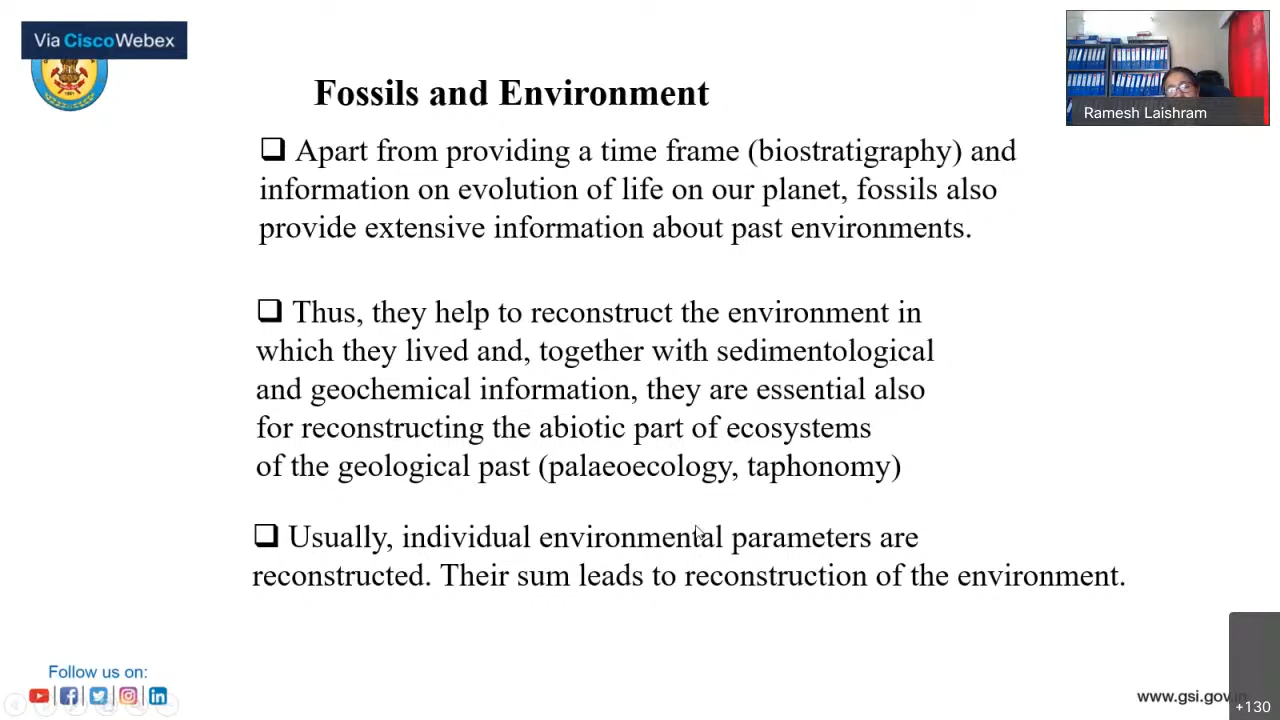 Via CiscoWebex
Ramesh Laishram
Fossils and Environment
❑ Apart from providing a time frame (biostratigraphy) and
information on evolution of life on our planet, fossils also
provide extensive information about past environments.
❑ Thus, they help to reconstruct the environment in
which they lived and, together with sedimentological
and geochemical information, they are essential also
for reconstructing the abiotic part of ecosystems
of the geological past (palaeoecology, taphonomy)
❑ Usually, individual environmental parameters are
reconstructed. Their sum leads to reconstruction of the environment.
Follow us on:
www.gsi.gov.in
+130